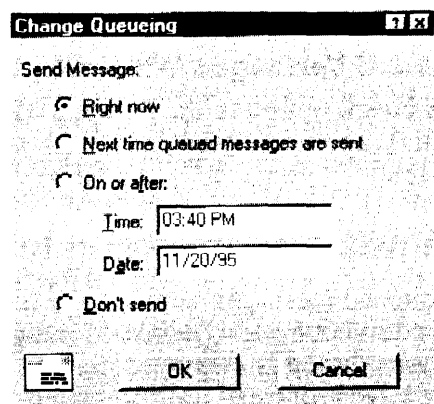 Change Queueing
Send Message:
Right now
Next time queued messages are sent
On or after:
Time: 03:40 PM
Date: 11/20/95
Don't send
OK Cancel